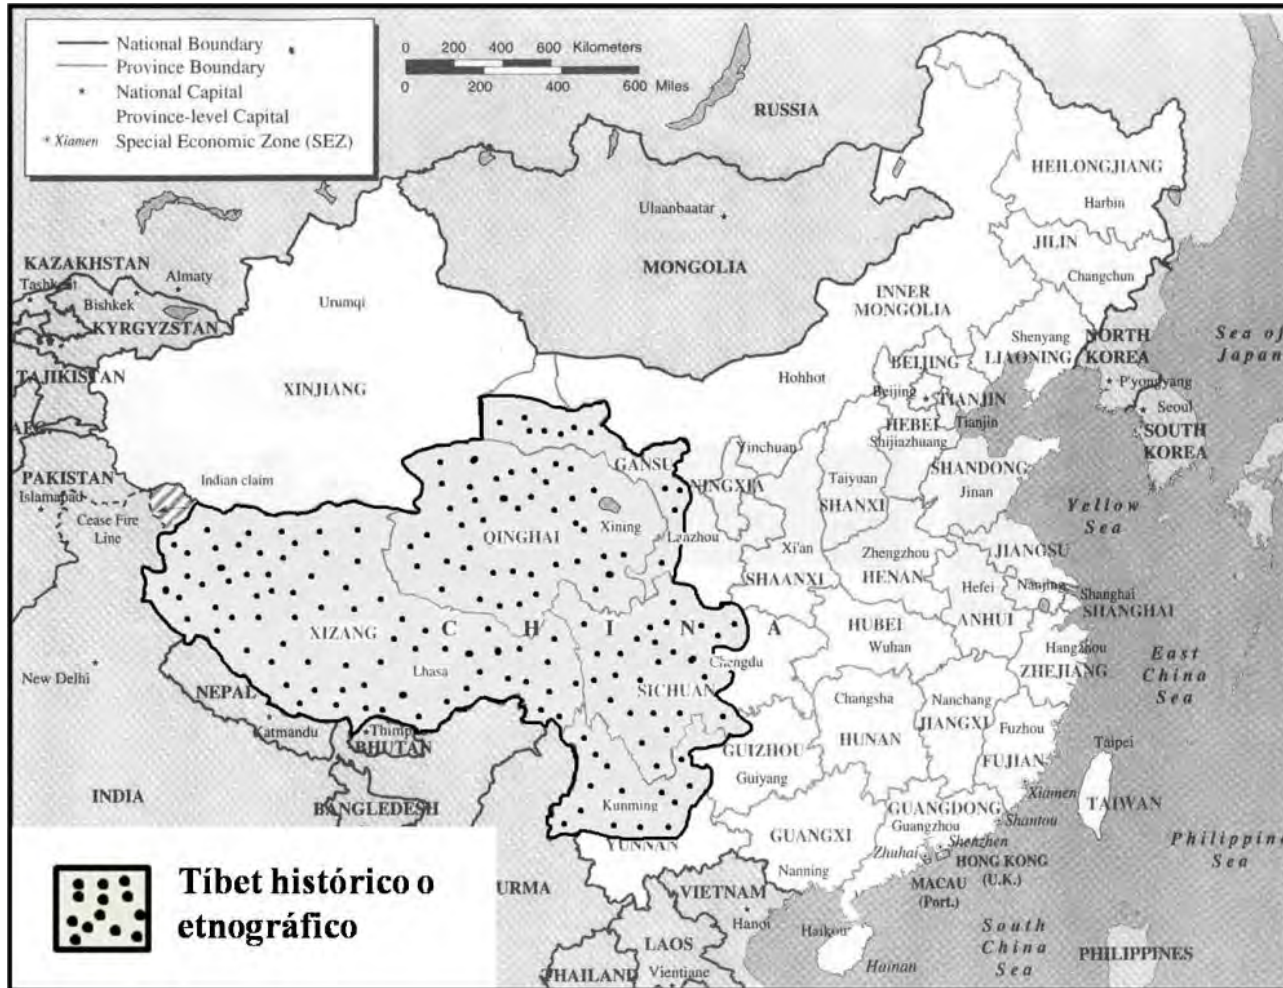 National Boundary
Province Boundary
National Capital
Province-level Capital
Xiamen Special Economic Zone (SEZ)
0 200 400 600 Kilometers
0 200 400 600 Miles
RUSSIA
HEILONGJIANG
Harbin
JILIN
Changchun
Ulaanbaatar
MONGOLIA
KAZAKHSTAN
Tashkent
Almaty
Bishkek
KYRGYZSTAN
Urumqi
INNER
MONGOLIA
Shenyang
LIAONING
NORTH
KOREA
P'yongyang
Sea of
Japan
BEIJING
Beijing
Hohhot
TAJIKISTAN
XINJIANG
TIANJIN
Tianjin
Seoul
SOUTH
KOREA
HEBEI
Shijiazhuang
AFG.
PAKISTAN
Islamapad
Indian claim
Cease Fire
Line
GANSU
Yinchuan
NINGXIA
Taiyuan
SHANXI
SHANDONG
Jinan
Yellow
Sea
QINGHAI
Xining
Lanzhou
Xi'an
SHAANXI
Zhengzhou
HENAN
JIANGSU
Hefei
Nanjing
Shanghai
SHANGHAI
ANHUI
XIZANG
Lhasa
C H I N A
HUBEI
Wuhan
Hangzhou
ZHEJIANG
East
China
Sea
New Delhi
NEPAL
Katmandu
Thimpu
BHUTAN
Chengdu
SICHUAN
Changsha
HUNAN
Nanchang
JIANGXI
Fuzhou
FUJIAN
Taipei
TAIWAN
GUIZHOU
Guiyang
INDIA
BANGLEDESH
Kunming
YUNNAN
GUANGXI
Nanning
GUANGDONG
Guangzhou
Xiamen
Shantou
Shenzhen
Zhuhai
HONG KONG
(U.K.)
MACAU
(Port.)
Philippine
Sea
Tíbet histórico o
etnográfico
URMA
VIETNAM
Hanoi
LAOS
Vientiane
THAILAND
Haikou
Hainan
South
China
Sea
PHILIPPINES